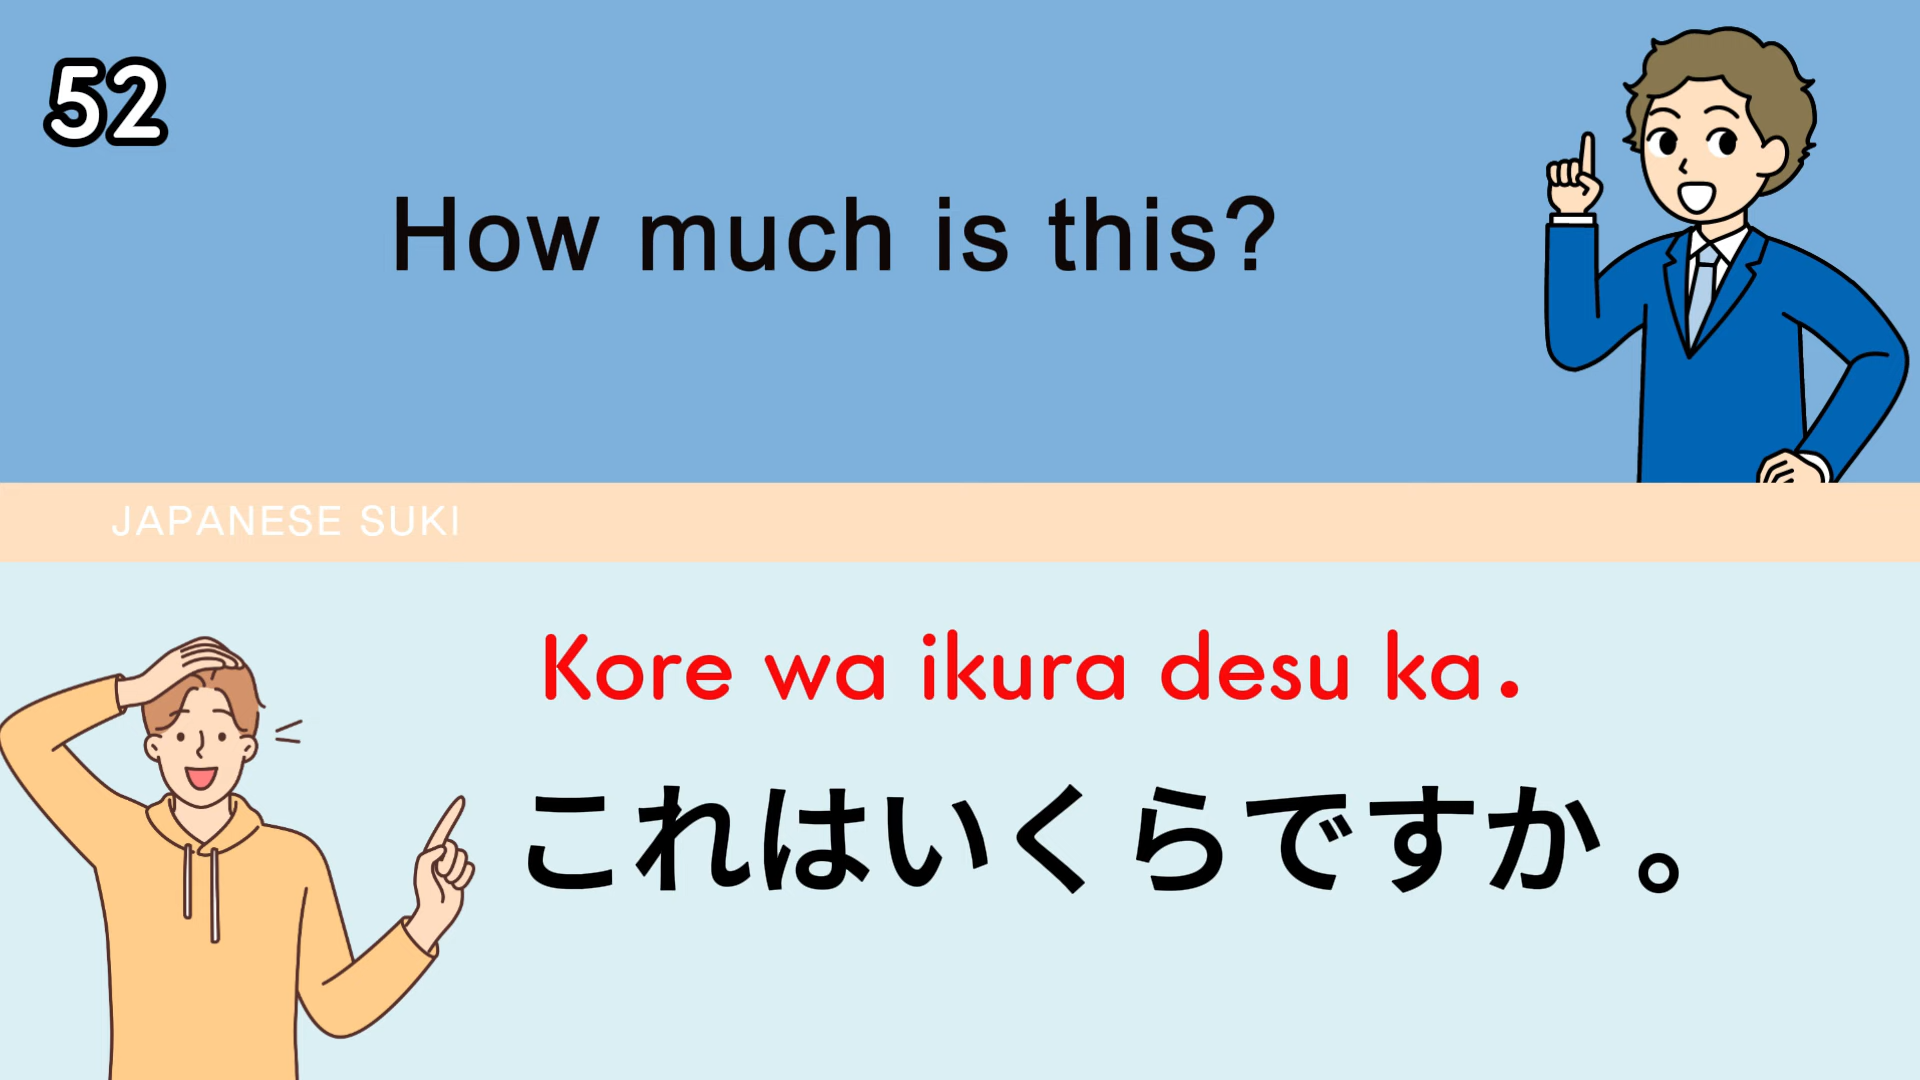 52
How much is this?
JAPANESE SUKI
Kore wa ikura desu ka.
これはいくらですか。